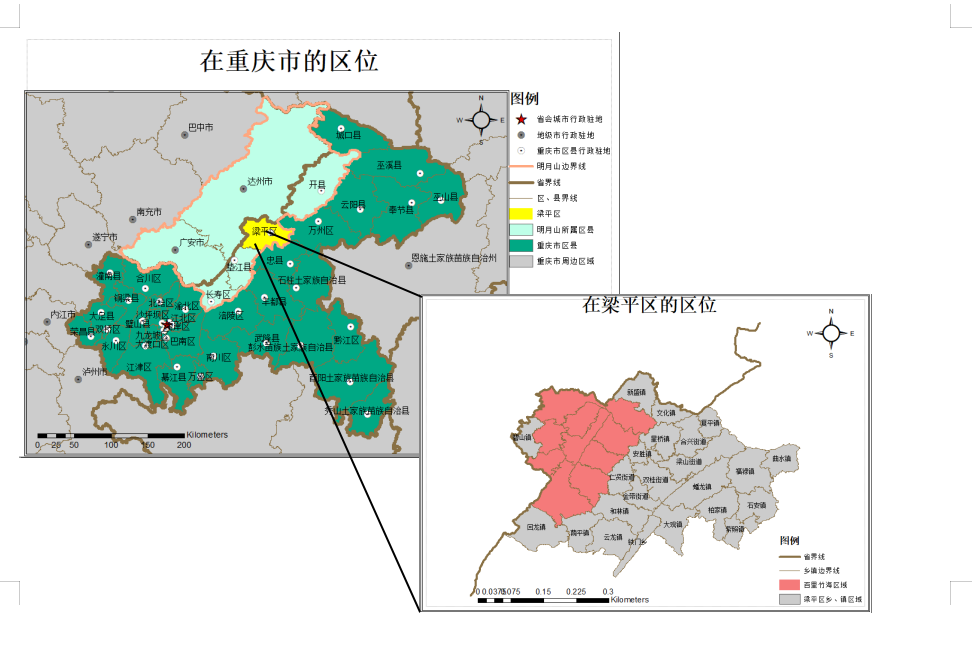 在重庆市的区位
图例
省会城市行政驻地
地级市行政驻地
重庆市区县行政驻地
明月山边界线
省界线
区、县界线
梁平区
明月山所属区县
重庆市区县
重庆市周边区域
N
W
E
S
巴中市
城口县
达州市
开县
巫溪县
云阳县
奉节县
巫山县
南充市
遂宁市
广安市
梁平区
万州区
恩施土家族苗族自治州
垫江县
忠县
石柱土家族自治县
潼南县
合川区
长寿区
丰都县
铜梁县
北碚区
渝北区
涪陵区
内江市
大足县
沙坪坝区
江北区
荣昌县
双桥区
璧山县
九龙坡区
永川区
大渡口区
巴南区
武隆县
黔江区
彭水苗族土家族自治县
南川区
泸州市
江津区
綦江县
万盛区
酉阳土家族苗族自治县
秀山土家族苗族自治县
Kilometers
0 25 50 100 150 200
在梁平区的区位
N
W
E
S
新盛镇
文化镇
屏平镇
碧山镇
星桥镇
合兴街道
安胜镇
梁山街道
曲水镇
福禄镇
仁贤街道
双桂街道
蟠龙镇
金带街道
石安镇
和林镇
柏家镇
回龙镇
荫平镇
大观镇
紫照镇
云龙镇
铁门乡
图例
省界线
乡镇边界线
百里竹海区域
梁平区乡、镇区域
0 0.0375 0.075 0.15 0.225 0.3
Kilometers